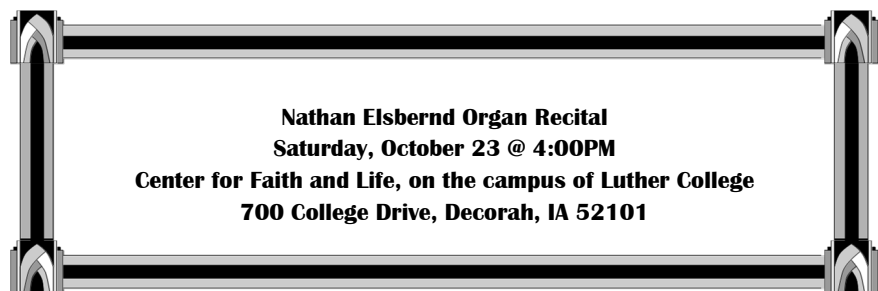 Nathan Elsbernd Organ Recital
Saturday, October 23 @ 4:00PM
Center for Faith and Life, on the campus of Luther College
700 College Drive, Decorah, IA 52101